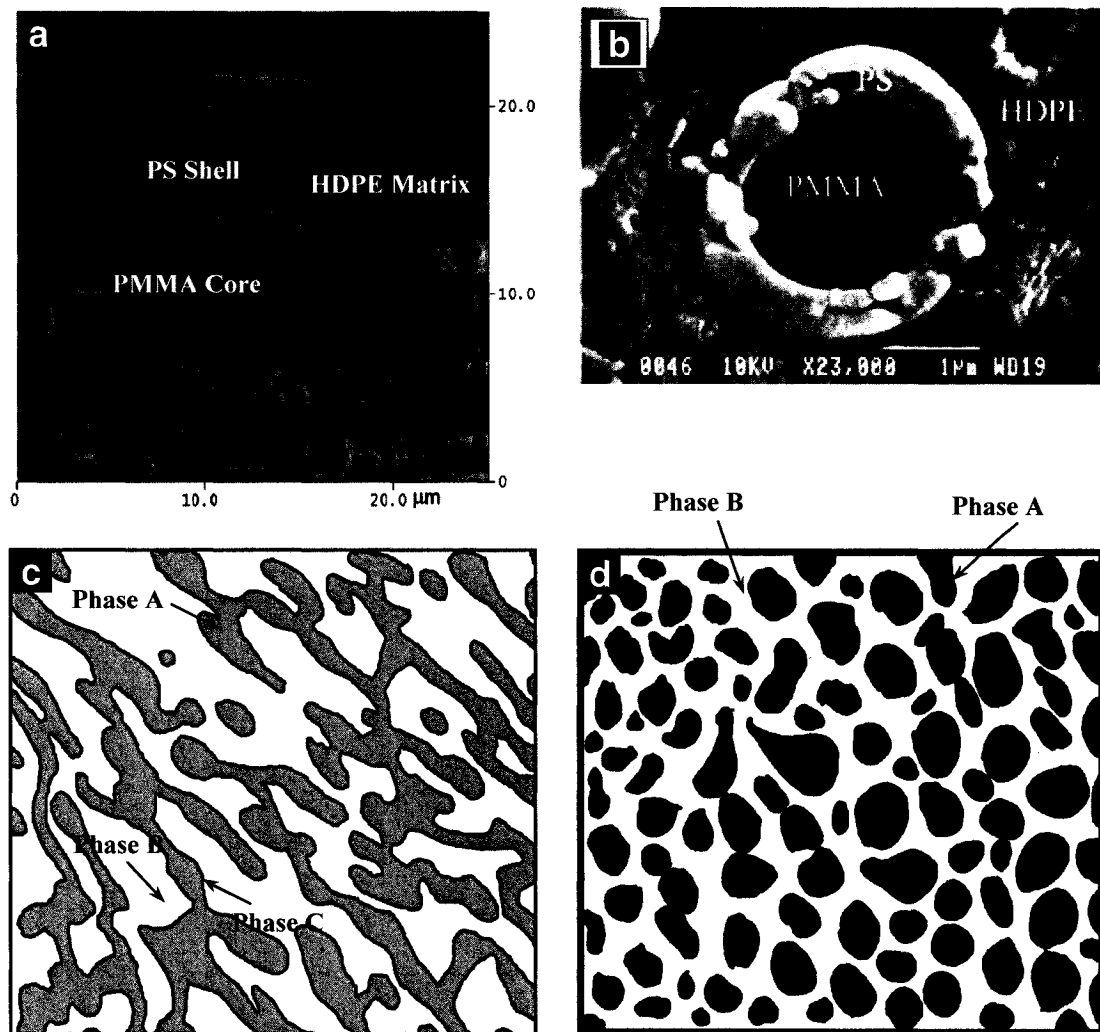 a
PS Shell
HDPE Matrix
PMMA Core
20.0
10.0
0
0
10.0
20.0 μm
b
PS
HDPE
PMMA
0046 10KV X23,000 1μm WD19
c
Phase A
Phase B
Phase C
Phase B
Phase A
d